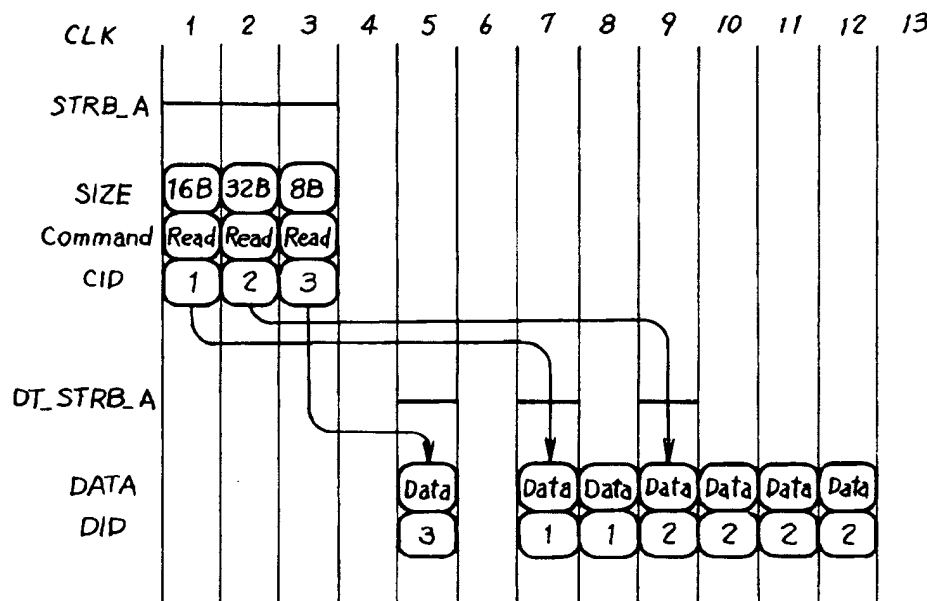 CLK 1 2 3 4 5 6 7 8 9 10 11 12 13
STRB_A
SIZE 16B 32B 8B
Command Read Read Read
CID 1 2 3
DT_STRB_A
DATA Data Data Data Data Data Data Data
DID 3 1 1 2 2 2 2